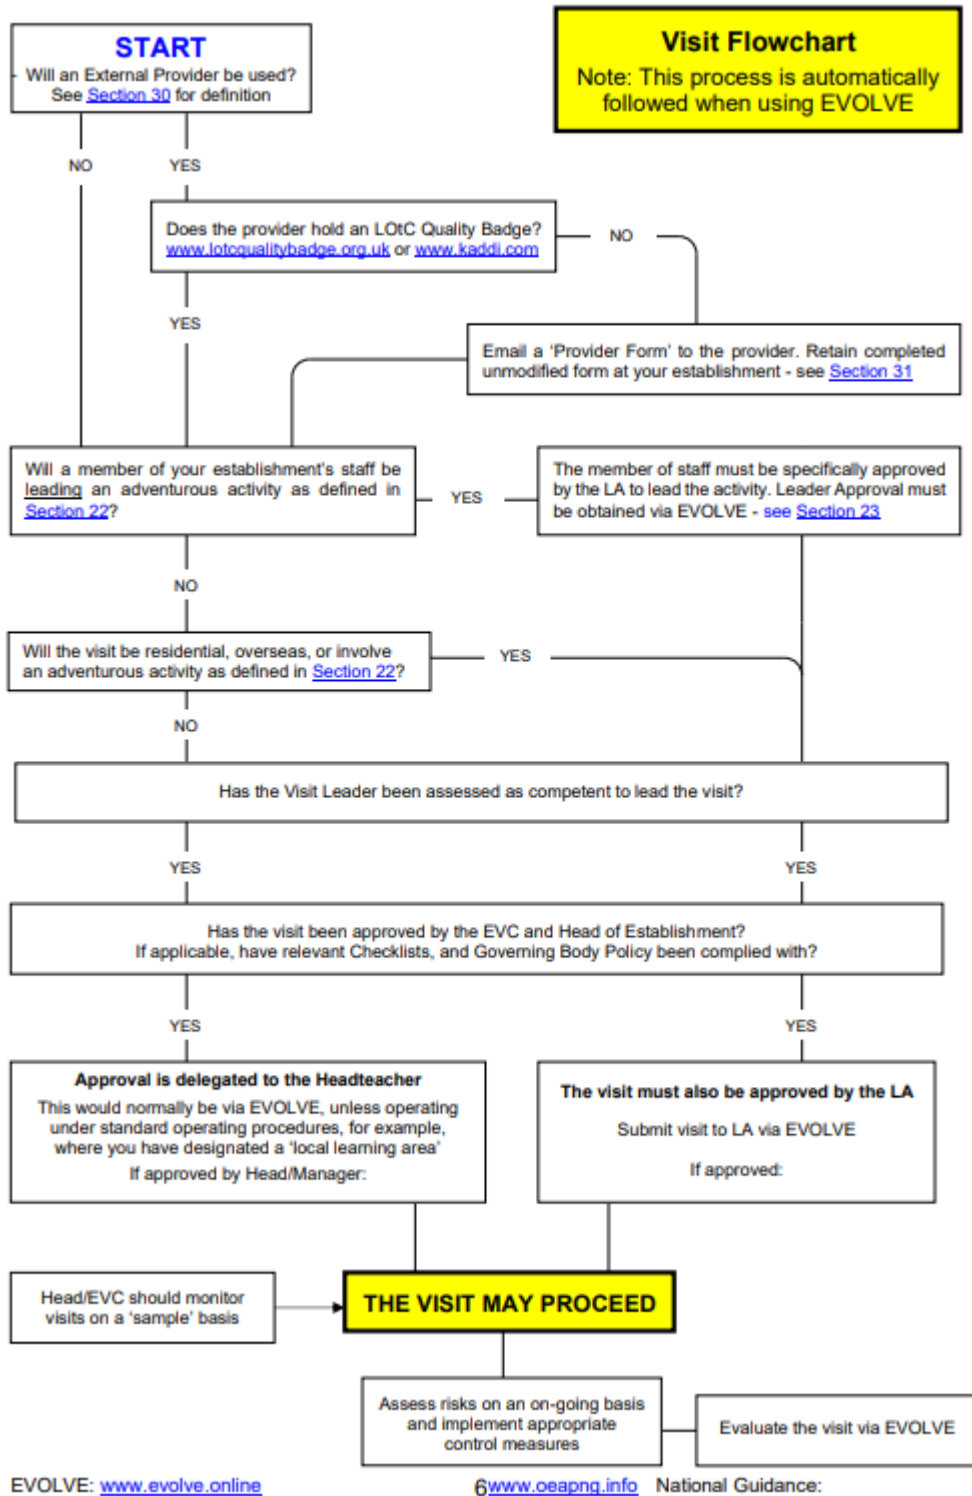 START
Will an External Provider be used?
See Section 30 for definition
Visit Flowchart
Note: This process is automatically
followed when using EVOLVE
NO
YES
Does the provider hold an LOtC Quality Badge?
www.lotcqualitybadge.org.uk or www.kaddi.com
NO
YES
Email a ‘Provider Form’ to the provider. Retain completed
unmodified form at your establishment - see Section 31
Will a member of your establishment’s staff be
leading an adventurous activity as defined in
Section 22?
YES
The member of staff must be specifically approved
by the LA to lead the activity. Leader Approval must
be obtained via EVOLVE - see Section 23
NO
Will the visit be residential, overseas, or involve
an adventurous activity as defined in Section 22?
YES
NO
Has the Visit Leader been assessed as competent to lead the visit?
YES
YES
Has the visit been approved by the EVC and Head of Establishment?
If applicable, have relevant Checklists, and Governing Body Policy been complied with?
YES
YES
Approval is delegated to the Headteacher
This would normally be via EVOLVE, unless operating
under standard operating procedures, for example,
where you have designated a ‘local learning area’
If approved by Head/Manager:
The visit must also be approved by the LA
Submit visit to LA via EVOLVE
If approved:
Head/EVC should monitor
visits on a ‘sample’ basis
THE VISIT MAY PROCEED
Assess risks on an on-going basis
and implement appropriate
control measures
Evaluate the visit via EVOLVE
EVOLVE: www.evolve.online
6www.oeapng.info National Guidance: